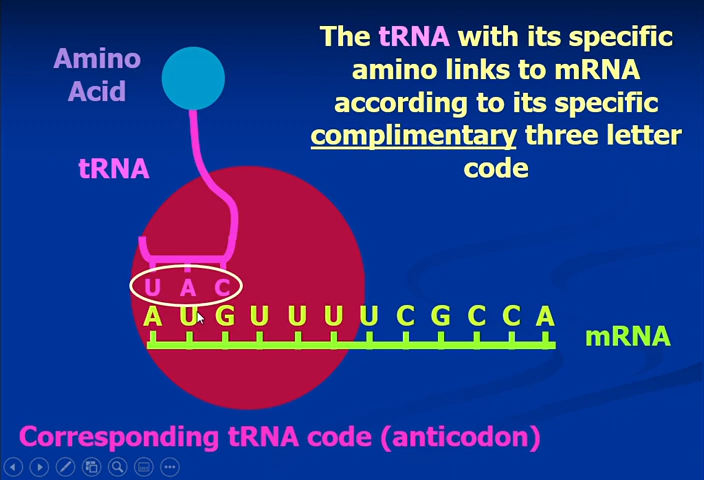 Amino
Acid
The tRNA with its specific
amino links to mRNA
according to its specific
complimentary three letter
code
tRNA
U A C
A U G U U U U C G C C A
mRNA
Corresponding tRNA code (anticodon)